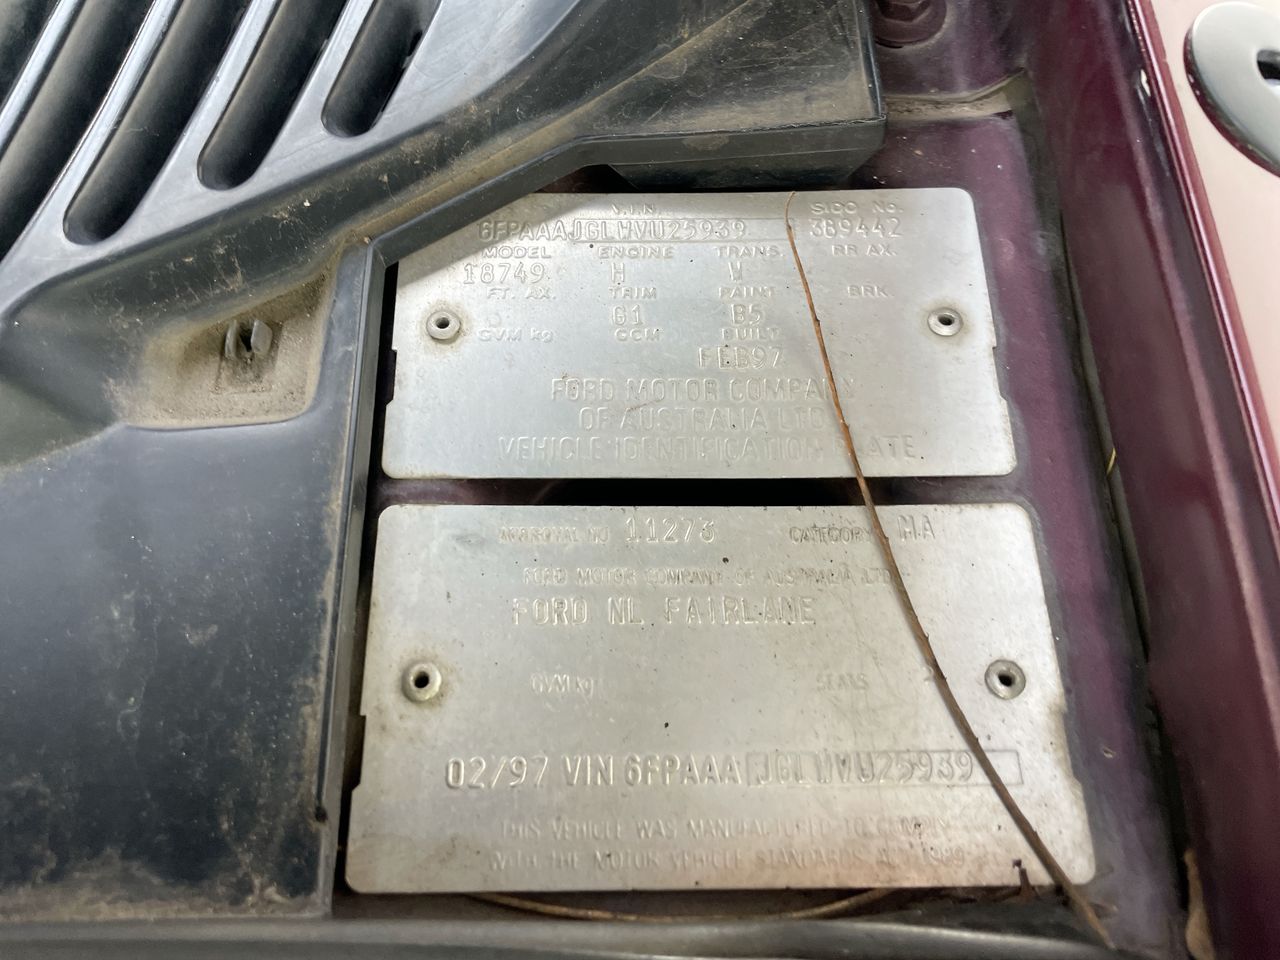 V.I.N. SIDO No.
6FPAAAJGLHVU25939 3B9442
MODEL ENGINE TRANS. RR AX.
18749 H
FT. AX. TRIM PAINT BRK.
G1 B5
GVM kg GCM BUILT
FEB97
FORD MOTOR COMPANY
OF AUSTRALIA LTD
VEHICLE IDENTIFICATION PLATE
APPROVAL NO 11273 CATEGORY MA
FORD MOTOR COMPANY OF AUSTRALIA LTD
FORD NL FAIRLANE
GVM kg SEATS
02/97 VIN 6FPAAAJGLHVU25939
THIS VEHICLE WAS MANUFACTURED TO COMPLY
WITH THE MOTOR VEHICLE STANDARDS ACT 1989